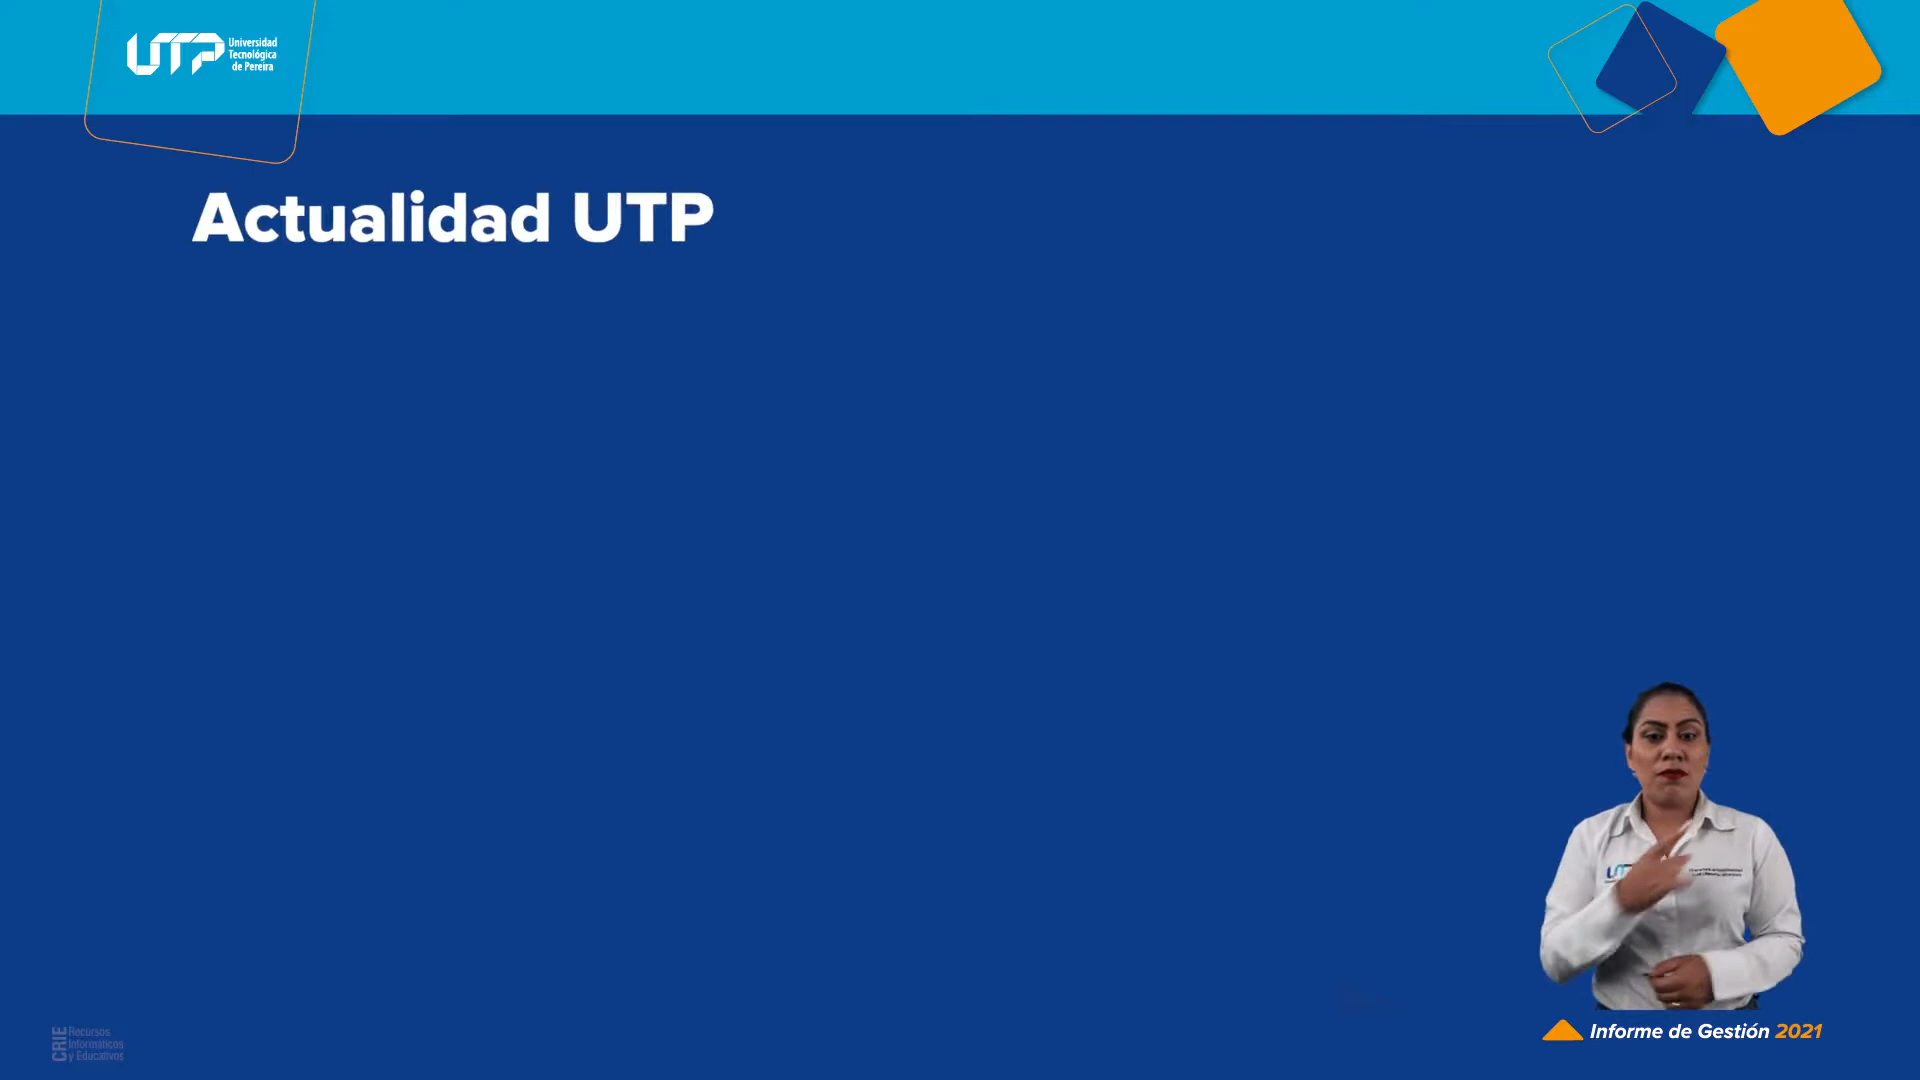 UTP
Universidad
Tecnológica
de Pereira
Actualidad UTP
CRIE
Recursos
Informáticos
y Educativos
Informe de Gestión 2021